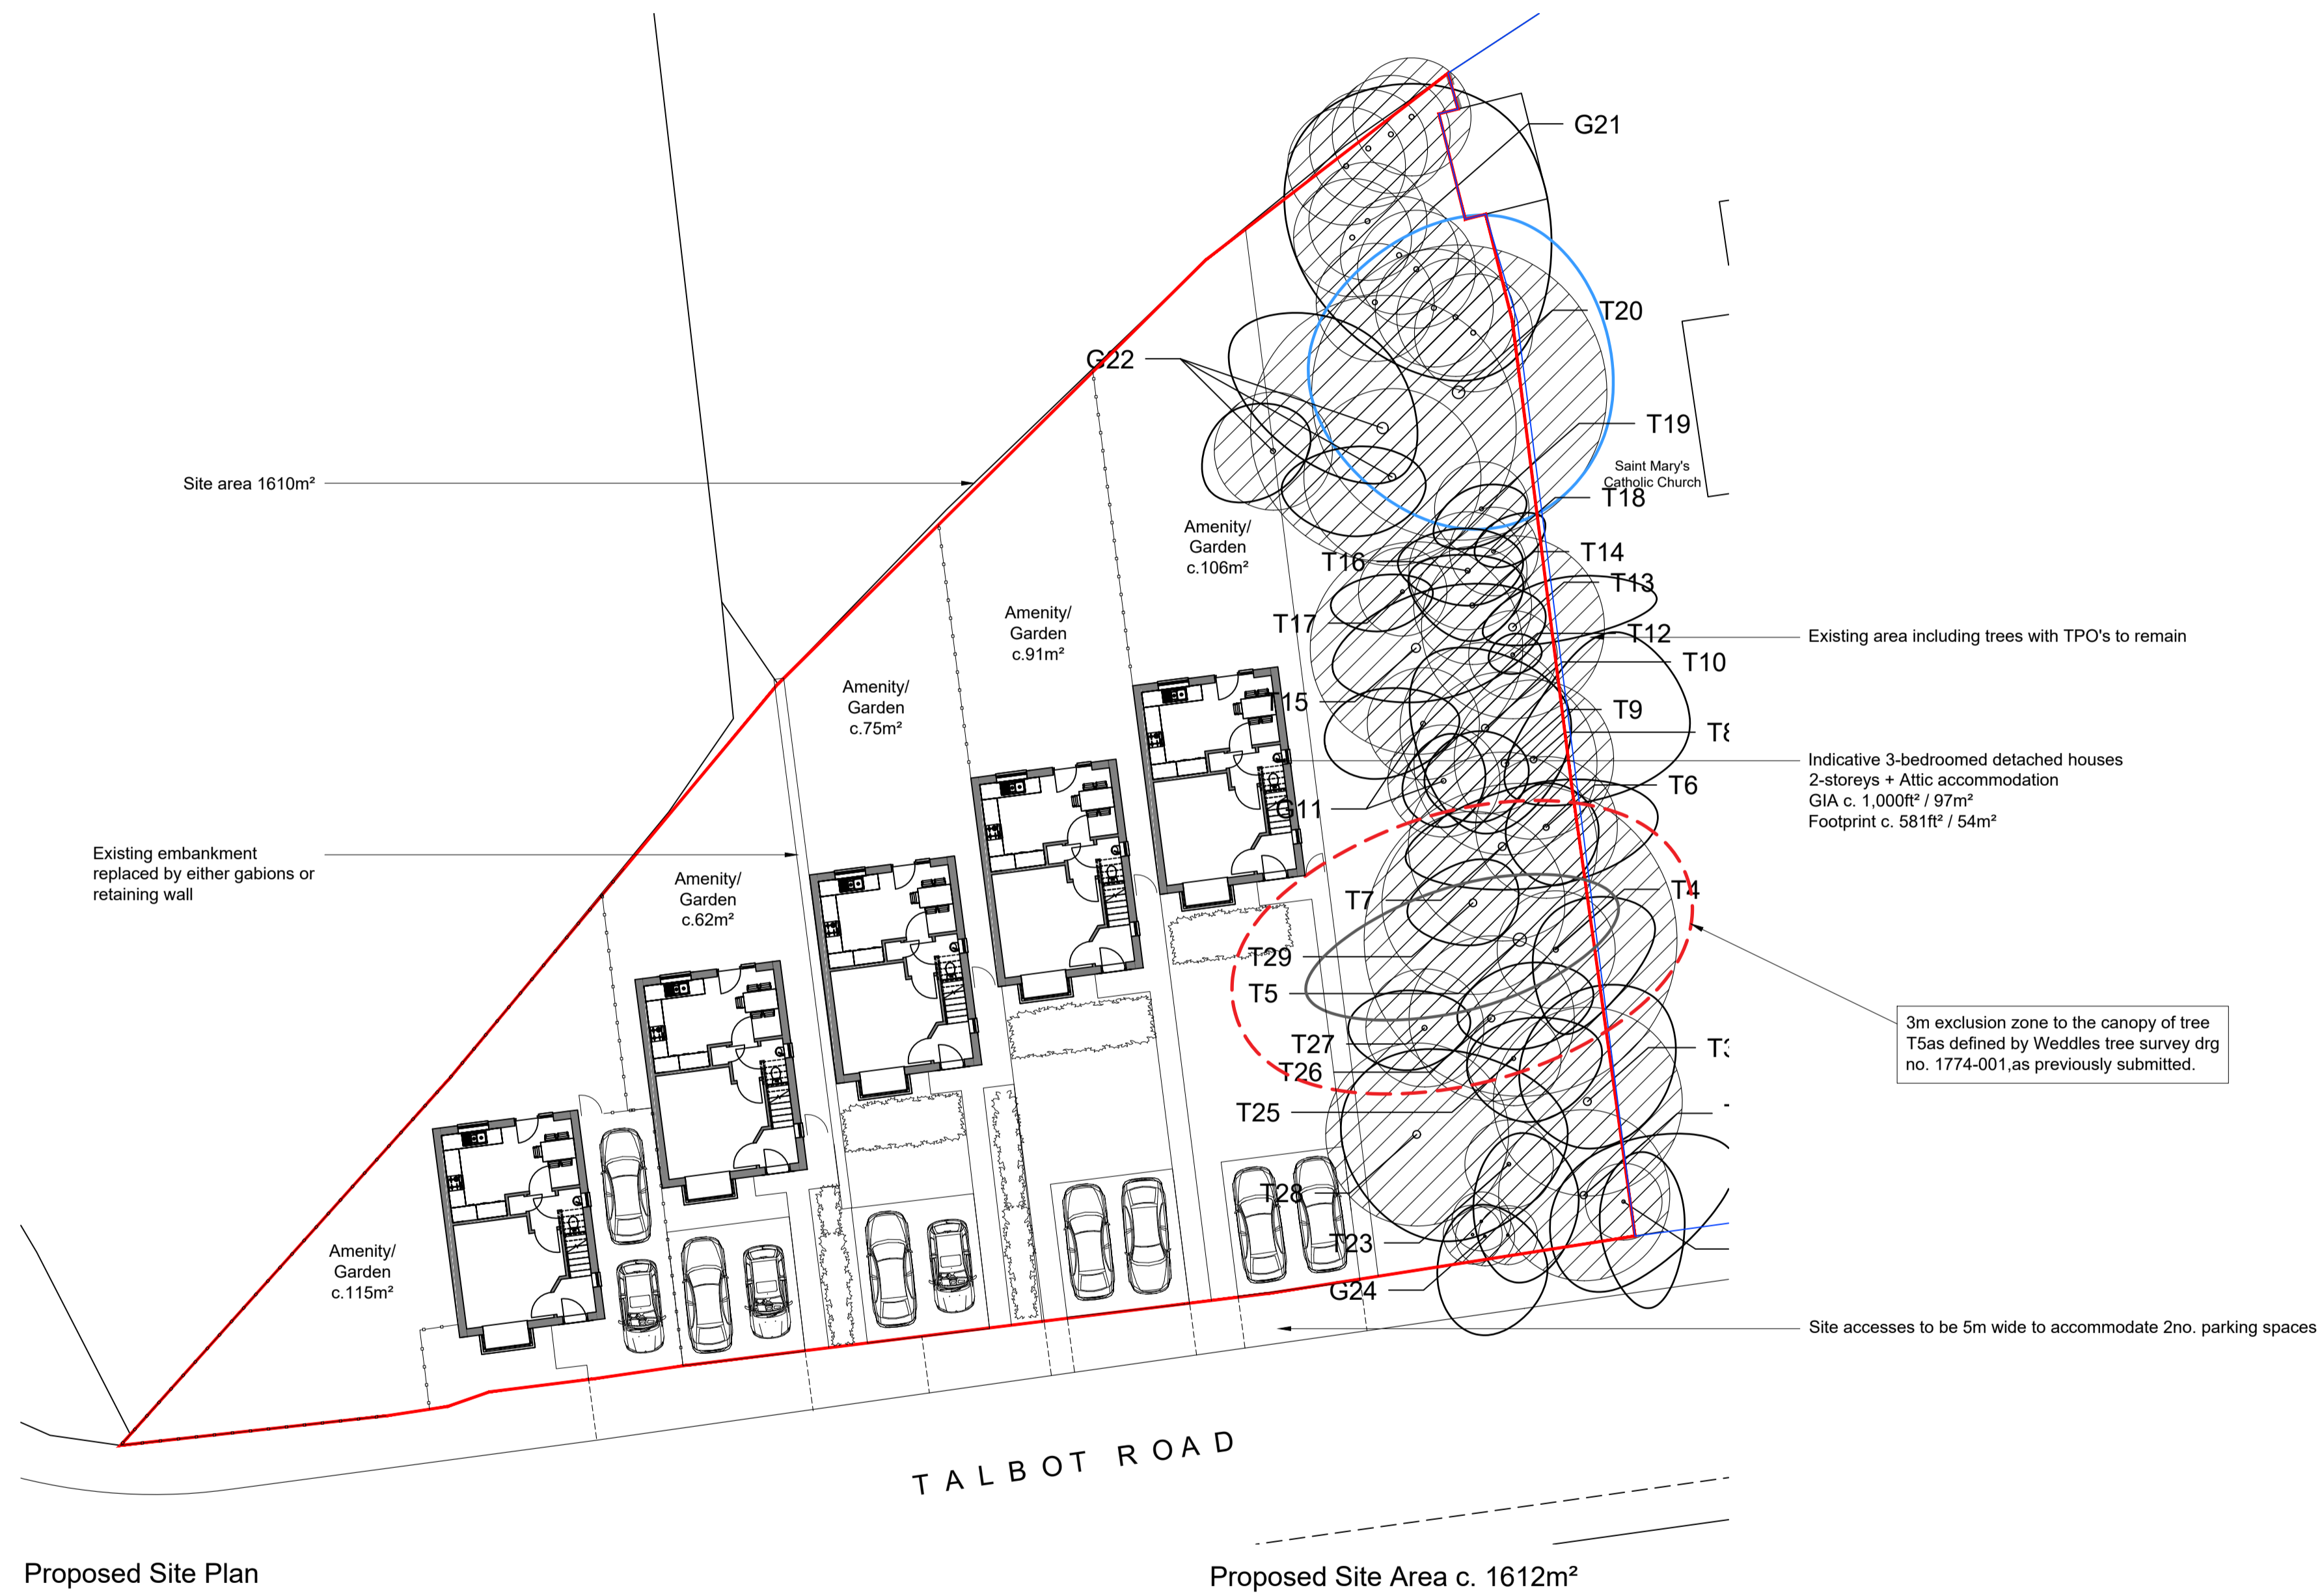 G21
T20
G22
T19
Saint Mary's
Catholic Church
Site area 1610m²
T18
Amenity/
Garden
c.106m²
T16
T14
T13
Amenity/
Garden
c.91m²
T17
T12
Existing area including trees with TPO's to remain
T10
Amenity/
Garden
c.75m²
T15
T9
T8
Indicative 3-bedroomed detached houses
2-storeys + Attic accommodation
GIA c. 1,000ft² / 97m²
Footprint c. 581ft² / 54m²
T6
G11
Existing embankment
replaced by either gabions or
retaining wall
Amenity/
Garden
c.62m²
T7
T4
T29
T5
3m exclusion zone to the canopy of tree
T5as defined by Weddles tree survey drg
no. 1774-001,as previously submitted.
T27
T3
T26
T25
T28
T23
Amenity/
Garden
c.115m²
G24
Site accesses to be 5m wide to accommodate 2no. parking spaces
TALBOT ROAD
Proposed Site Plan
Proposed Site Area c. 1612m²